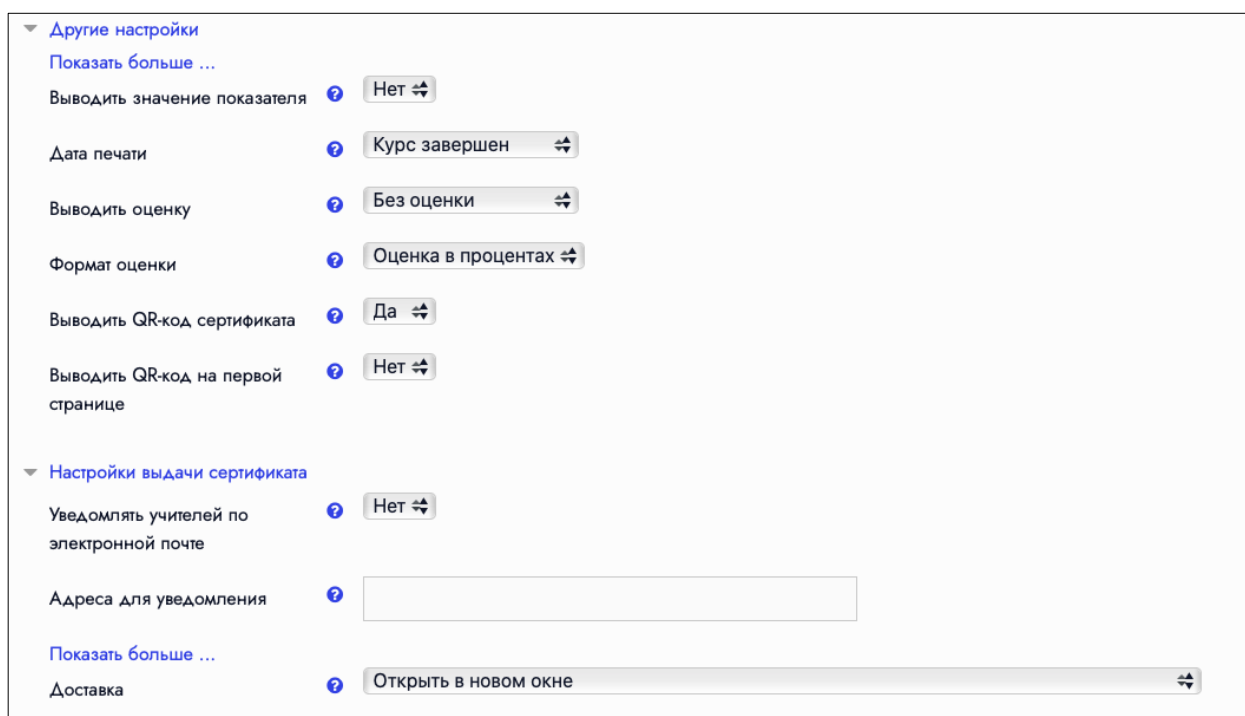 Другие настройки
Показать больше ...
Выводить значение показателя Нет
Дата печати Курс завершен
Выводить оценку Без оценки
Формат оценки Оценка в процентах
Выводить QR-код сертификата Да
Выводить QR-код на первой Нет
странице
Настройки выдачи сертификата
Уведомлять учителей по Нет
электронной почте
Адреса для уведомления
Показать больше ...
Доставка Открыть в новом окне